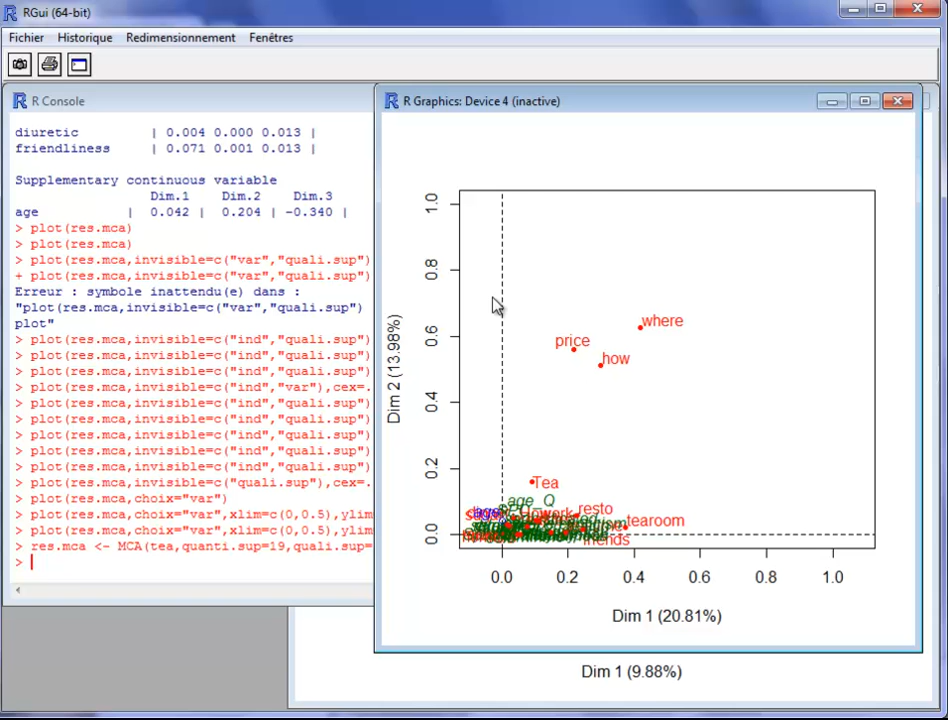 RGui (64-bit)
Fichier Historique Redimensionnement Fenêtres
R Console
diuretic | 0.004 0.000 0.013 |
friendliness | 0.071 0.001 0.013 |
Supplementary continuous variable
Dim.1 Dim.2 Dim.3
age | 0.042 | 0.204 | -0.340 |
> plot(res.mca)
> plot(res.mca)
> plot(res.mca,invisible=c("var","quali.sup")
+ plot(res.mca,invisible=c("var","quali.sup")
Erreur : symbole inattendu(e) dans :
"plot(res.mca,invisible=c("var","quali.sup")
plot"
> plot(res.mca,invisible=c("ind","quali.sup")
> plot(res.mca,invisible=c("ind","quali.sup")
> plot(res.mca,invisible=c("ind","quali.sup")
> plot(res.mca,invisible=c("ind","var"),cex=.
> plot(res.mca,invisible=c("ind","quali.sup")
> plot(res.mca,invisible=c("ind","quali.sup")
> plot(res.mca,invisible=c("ind","quali.sup")
> plot(res.mca,invisible=c("ind","quali.sup")
> plot(res.mca,invisible=c("ind","quali.sup")
> plot(res.mca,invisible=c("quali.sup"),cex=.
> plot(res.mca,choix="var")
> plot(res.mca,choix="var",xlim=c(0,0.5),ylim
> plot(res.mca,choix="var",xlim=c(0,0.5),ylim
> res.mca <- MCA(tea,quanti.sup=19,quali.sup=
>
R Graphics: Device 4 (inactive)
Dim 2 (13.98%)
1.0
0.8
0.6
0.4
0.2
0.0
where
price
how
Tea
age_Q
resto
tearoom
friends
0.0 0.2 0.4 0.6 0.8 1.0
Dim 1 (20.81%)
Dim 1 (9.88%)